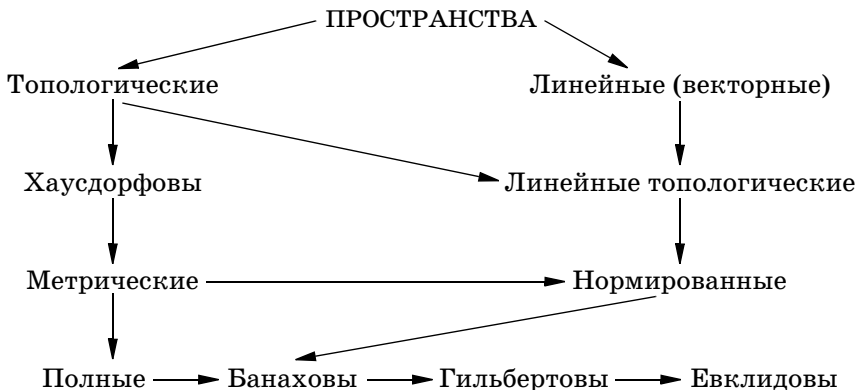 ПРОСТРАНСТВА
Топологические Линейные (векторные)
Хаусдорфовы Линейные топологические
Метрические Нормированные
Полные Банаховы Гильбертовы Евклидовы